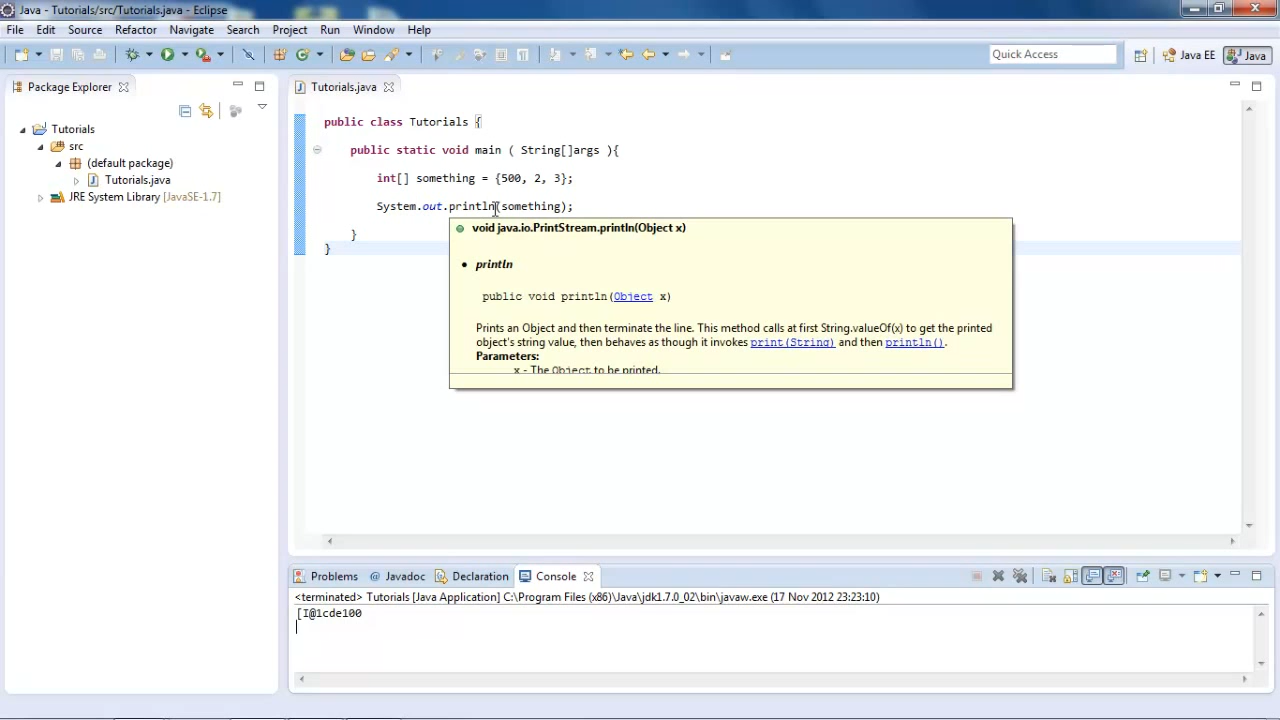 Java - Tutorials/src/Tutorials.java - Eclipse
File Edit Source Refactor Navigate Search Project Run Window Help
Quick Access Java EE Java
Package Explorer
Tutorials.java
Tutorials
src
(default package)
Tutorials.java
JRE System Library [JavaSE-1.7]
public class Tutorials {
public static void main ( String[]args ){
int[] something = {500, 2, 3};
System.out.println(something);
}
}
void java.io.PrintStream.println(Object x)
• println
public void println(Object x)
Prints an Object and then terminate the line. This method calls at first String.valueOf(x) to get the printed
object's string value, then behaves as though it invokes print(String) and then println().
Parameters:
x - The Object to be printed.
Problems @ Javadoc Declaration Console
<terminated> Tutorials [Java Application] C:\Program Files (x86)\Java\jdk1.7.0_02\bin\javaw.exe (17 Nov 2012 23:23:10)
[I@1cde100